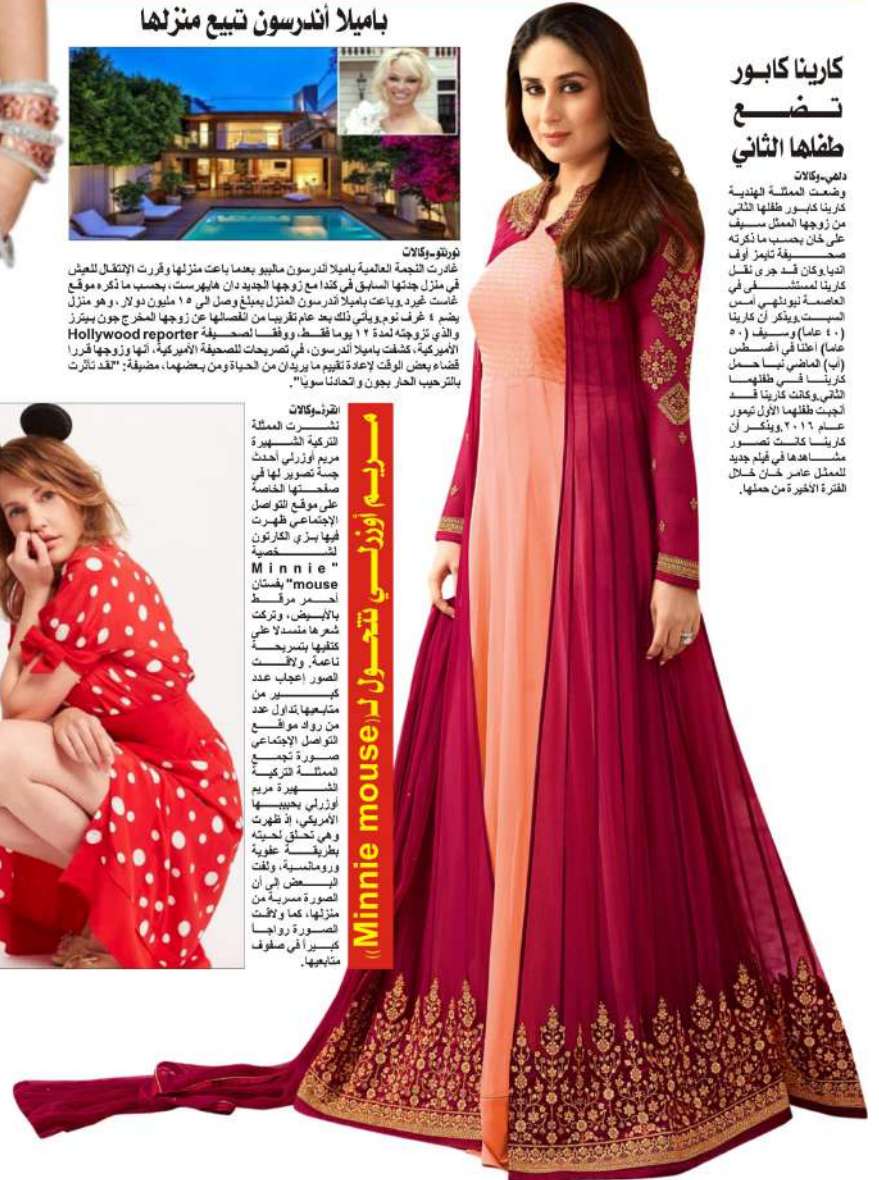 باميلا أندرسون تبيع منزلها
تورنتو-وكالات
غادرت النجمة العالمية باميلا أندرسون ماليبو بعدما باعت منزلها وقررت الإنتقال للعيش
في منزل جدتها السابق في كندا مع زوجها الجديد دان هايهرست، بحسب ما ذكره موقع
غاست غيرد.وباعت باميلا أندرسون المنزل بمبلغ وصل الى ١٥ مليون دولار، وهو منزل
يضم ٤ غرف نوم.ويأتي ذلك بعد عام تقريبا من انفصالها عن زوجها المخرج جون بيترز
والذي تزوجته لمدة ١٢ يوما فقط، ووفقا لصحيفة Hollywood reporter
الأميركية، كشفت باميلا أندرسون، في تصريحات للصحيفة الأميركية، أنها وزوجها قررا
قضاء بعض الوقت لإعادة تقييم ما يريدان من الحياة ومن بعضهما، مضيفة: "لقد تأثرت
بالترحيب الحار بجون واتحادنا سويًا".
كارينا كابور
تضع
طفلها الثاني
دلهي-وكالات
وضعت الممثلة الهندية
كارينا كابور طفلها الثاني
من زوجها الممثل سيف
على خان بحسب ما ذكرته
صحيفة تايمز أوف
انديا.وكان قد جرى نقل
كارينا لمستشفى في
العاصمة نيودلهي أمس
السبت.ويذكر أن كارينا
(٤٠ عاما) وسيف (٥٠
عاما) أعلنا في أغسطس
(آب) الماضي نبأ حمل
كارينا في طفلهما
الثاني.وكانت كارينا قد
أنجبت طفلهما الأول تيمور
عام ٢٠١٦.ويذكر أن
كارينا كانت تصور
مشاهدها في فيلم جديد
للممثل عامر خان خلال
الفترة الأخيرة من حملها.
مريم أوزرلي تتحول لـ((Minnie mouse))
انقرة-وكالات
نشرت الممثلة
التركية الشهيرة
مريم أوزرلي أحدث
جسة تصوير لها في
صفحتها الخاصة
على موقع التواصل
الإجتماعي ظهرت
فيها بزي الكارتون
لشخصية
"Minnie
mouse" بفستان
أحمر مرقط
بالأبيض، وتركت
شعرها منسدلا على
كتفيها بتسريحة
ناعمة. ولاقت
الصور إعجاب عدد
كبير من
متابعيها.تداول عدد
من رواد مواقع
التواصل الإجتماعي
صورة تجمع
الممثلة التركية
الشهيرة مريم
أوزرلي بحبيبها
الأمريكي، إذ ظهرت
وهي تحلق لحيته
بطريقة عفوية
ورومانسية، ولفت
البعض إلى أن
الصورة مسربة من
منزلها، كما ولاقت
الصورة رواجا
كبيرا في صفوف
متابعيها.